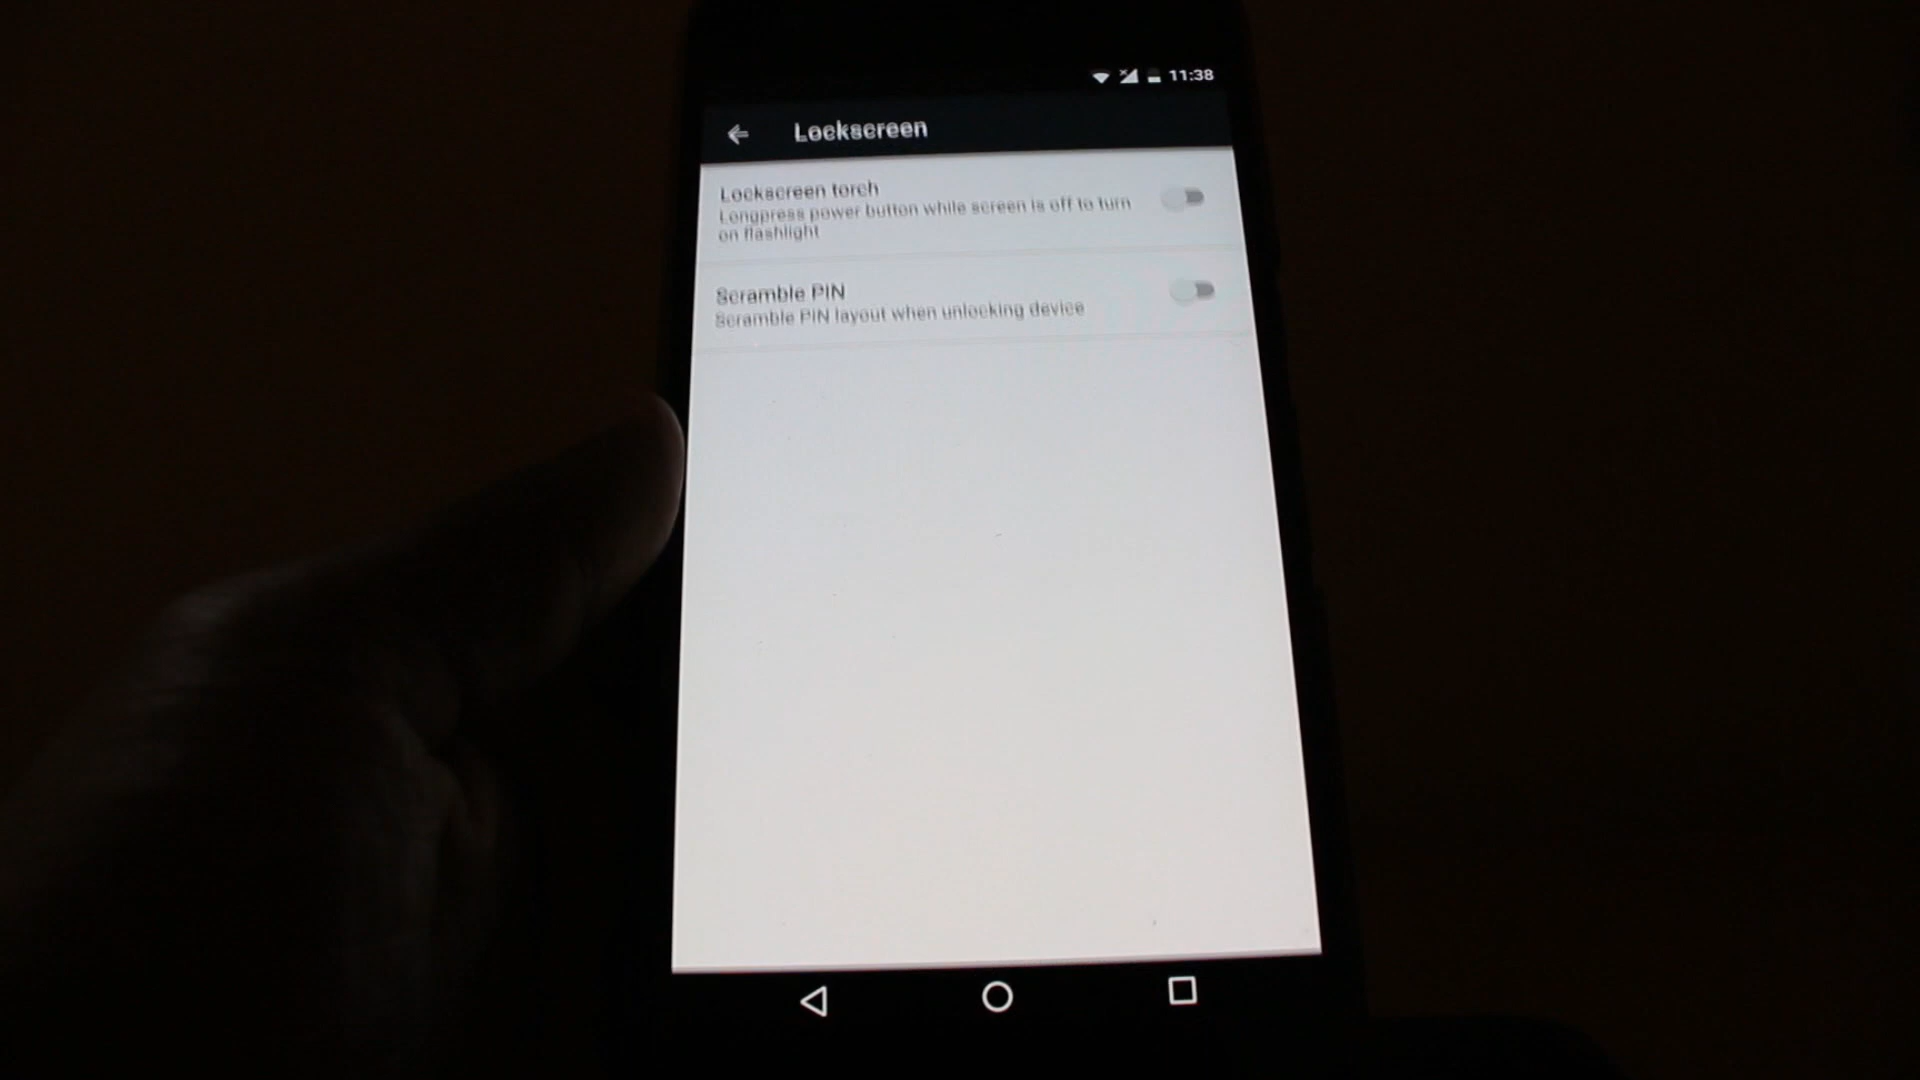 11:38
Lockscreen
Lockscreen torch
Longpress power button while screen is off to turn
on flashlight
Scramble PIN
Scramble PIN layout when unlocking device